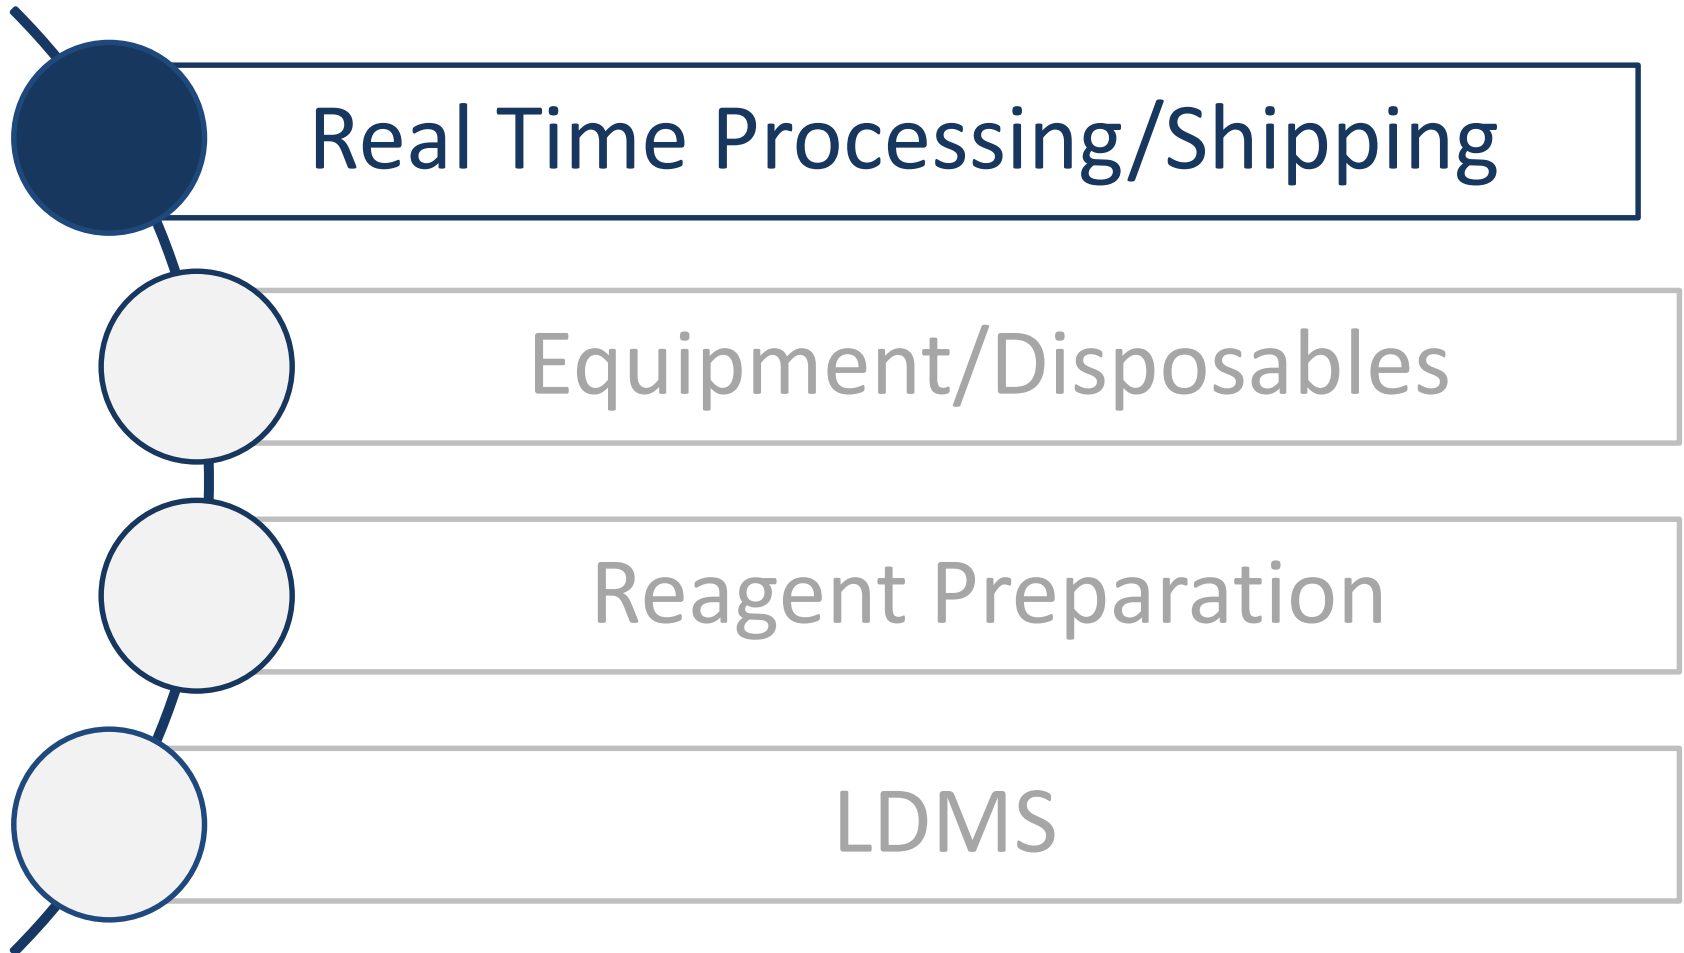 Real Time Processing/Shipping
Equipment/Disposables
Reagent Preparation
LDMS